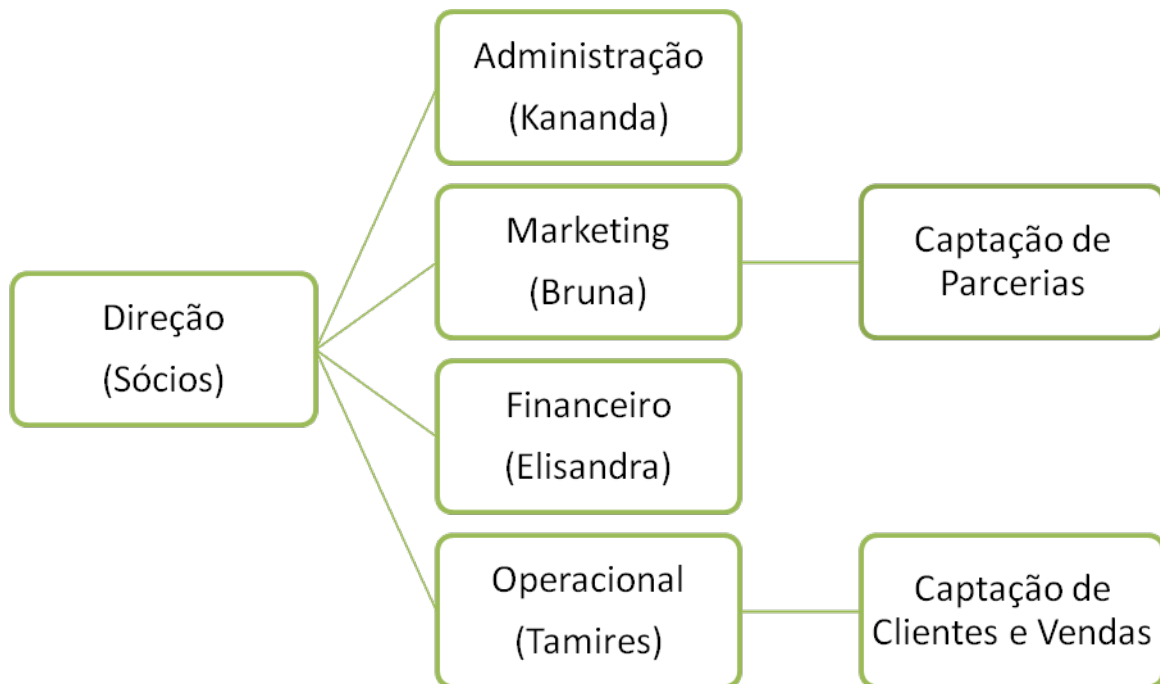 Direção
(Sócios)
Administração
(Kananda)
Marketing
(Bruna)
Captação de
Parcerias
Financeiro
(Elisandra)
Operacional
(Tamires)
Captação de
Clientes e Vendas